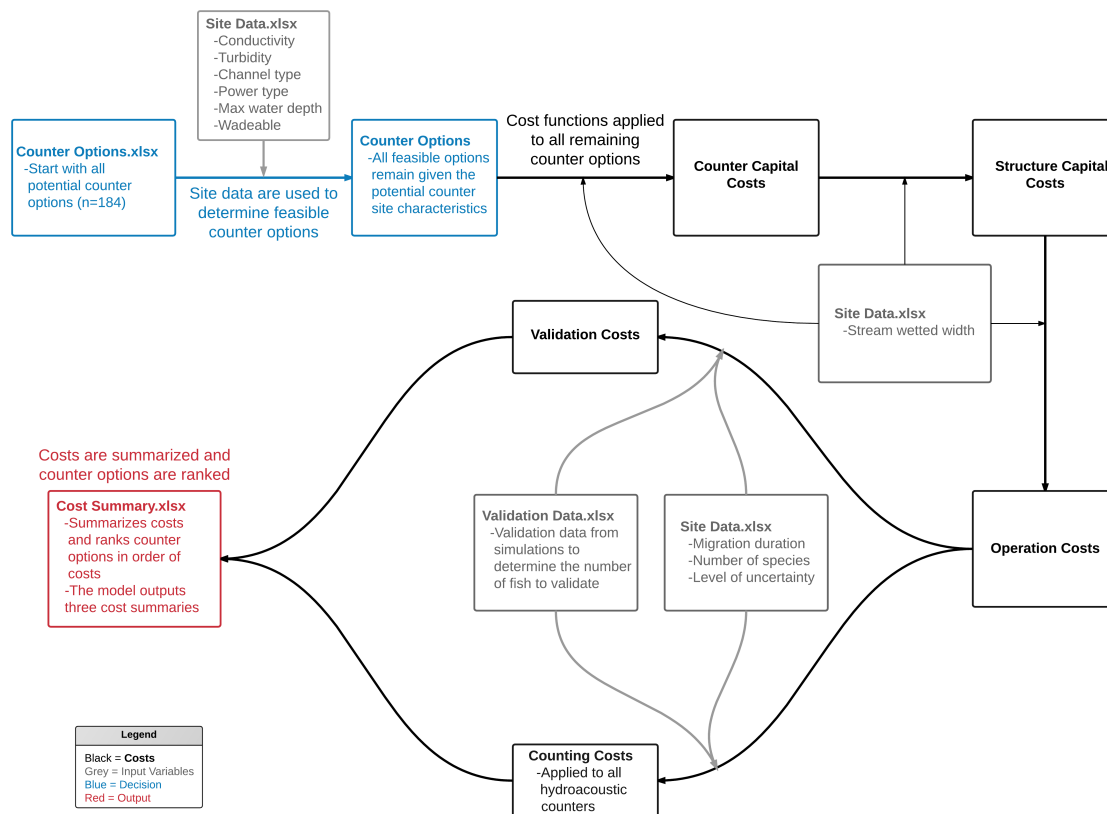 Site Data.xlsx
-Conductivity
-Turbidity
-Channel type
-Power type
-Max water depth
-Wadeable
Counter Options.xlsx
-Start with all
potential counter
options (n=184)
Site data are used to
determine feasible
counter options
Counter Options
-All feasible options
remain given the
potential counter
site characteristics
Cost functions applied
to all remaining
counter options
Counter Capital
Costs
Structure Capital
Costs
Site Data.xlsx
-Stream wetted width
Validation Costs
Costs are summarized and
counter options are ranked
Cost Summary.xlsx
-Summarizes costs
and ranks counter
options in order of
costs
-The model outputs
three cost summaries
Validation Data.xlsx
-Validation data from
simulations to
determine the number
of fish to validate
Site Data.xlsx
-Migration duration
-Number of species
-Level of uncertainty
Operation Costs
Counting Costs
-Applied to all
hydroacoustic
counters
Legend
Black = Costs
Grey = Input Variables
Blue = Decision
Red = Output